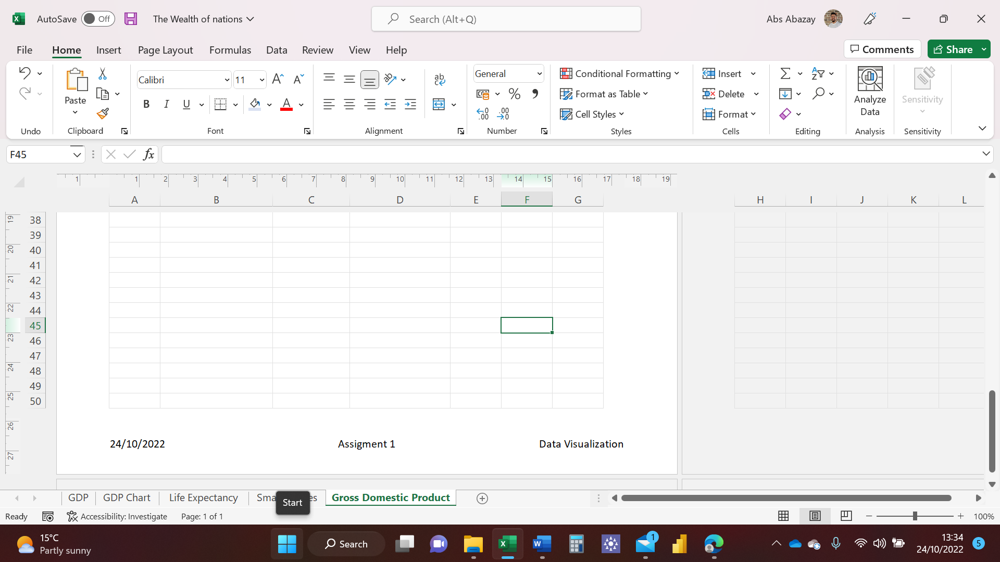 AutoSave Off The Wealth of nations Search (Alt+Q) Abs Abazay
File Home Insert Page Layout Formulas Data Review View Help Comments Share
Paste Calibri 11 B I U A General % Conditional Formatting Format as Table Cell Styles Insert Delete Format Analyze Data Sensitivity
Undo Clipboard Font Alignment Number Styles Cells Editing Analysis Sensitivity
F45 fx
1 1 2 3 4 5 6 7 8 9 10 11 12 13 14 15 16 17 18 19
A B C D E F G H I J K L
19 38
39
20 40
41
21 42
43
22 44
45
23 46
47
24 48
49
25 50
26
24/10/2022 Assigment 1 Data Visualization
27
GDP GDP Chart Life Expectancy Sma es Gross Domestic Product
Start
Ready Accessibility: Investigate Page: 1 of 1 100%
15°C
Partly sunny
Search
1
13:34
24/10/2022
5